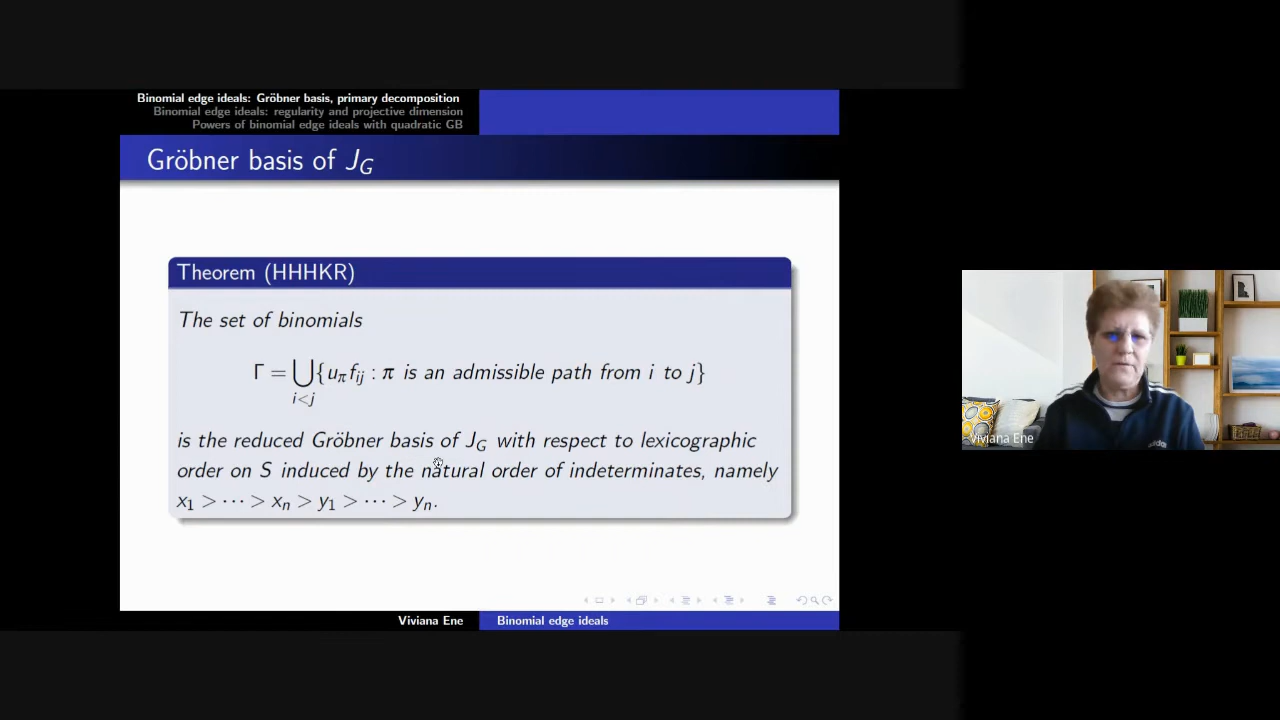 Binomial edge ideals: Gröbner basis, primary decomposition
Binomial edge ideals: regularity and projective dimension
Powers of binomial edge ideals with quadratic GB
Gröbner basis of J_G
Theorem (HHHKR)
The set of binomials
Γ = ⋃_{i<j} {u_π f_{ij} : π is an admissible path from i to j}
is the reduced Gröbner basis of J_G with respect to lexicographic
order on S induced by the natural order of indeterminates, namely
x_1 > ⋯ > x_n > y_1 > ⋯ > y_n.
Viviana Ene
Binomial edge ideals
Viviana Ene
adidas